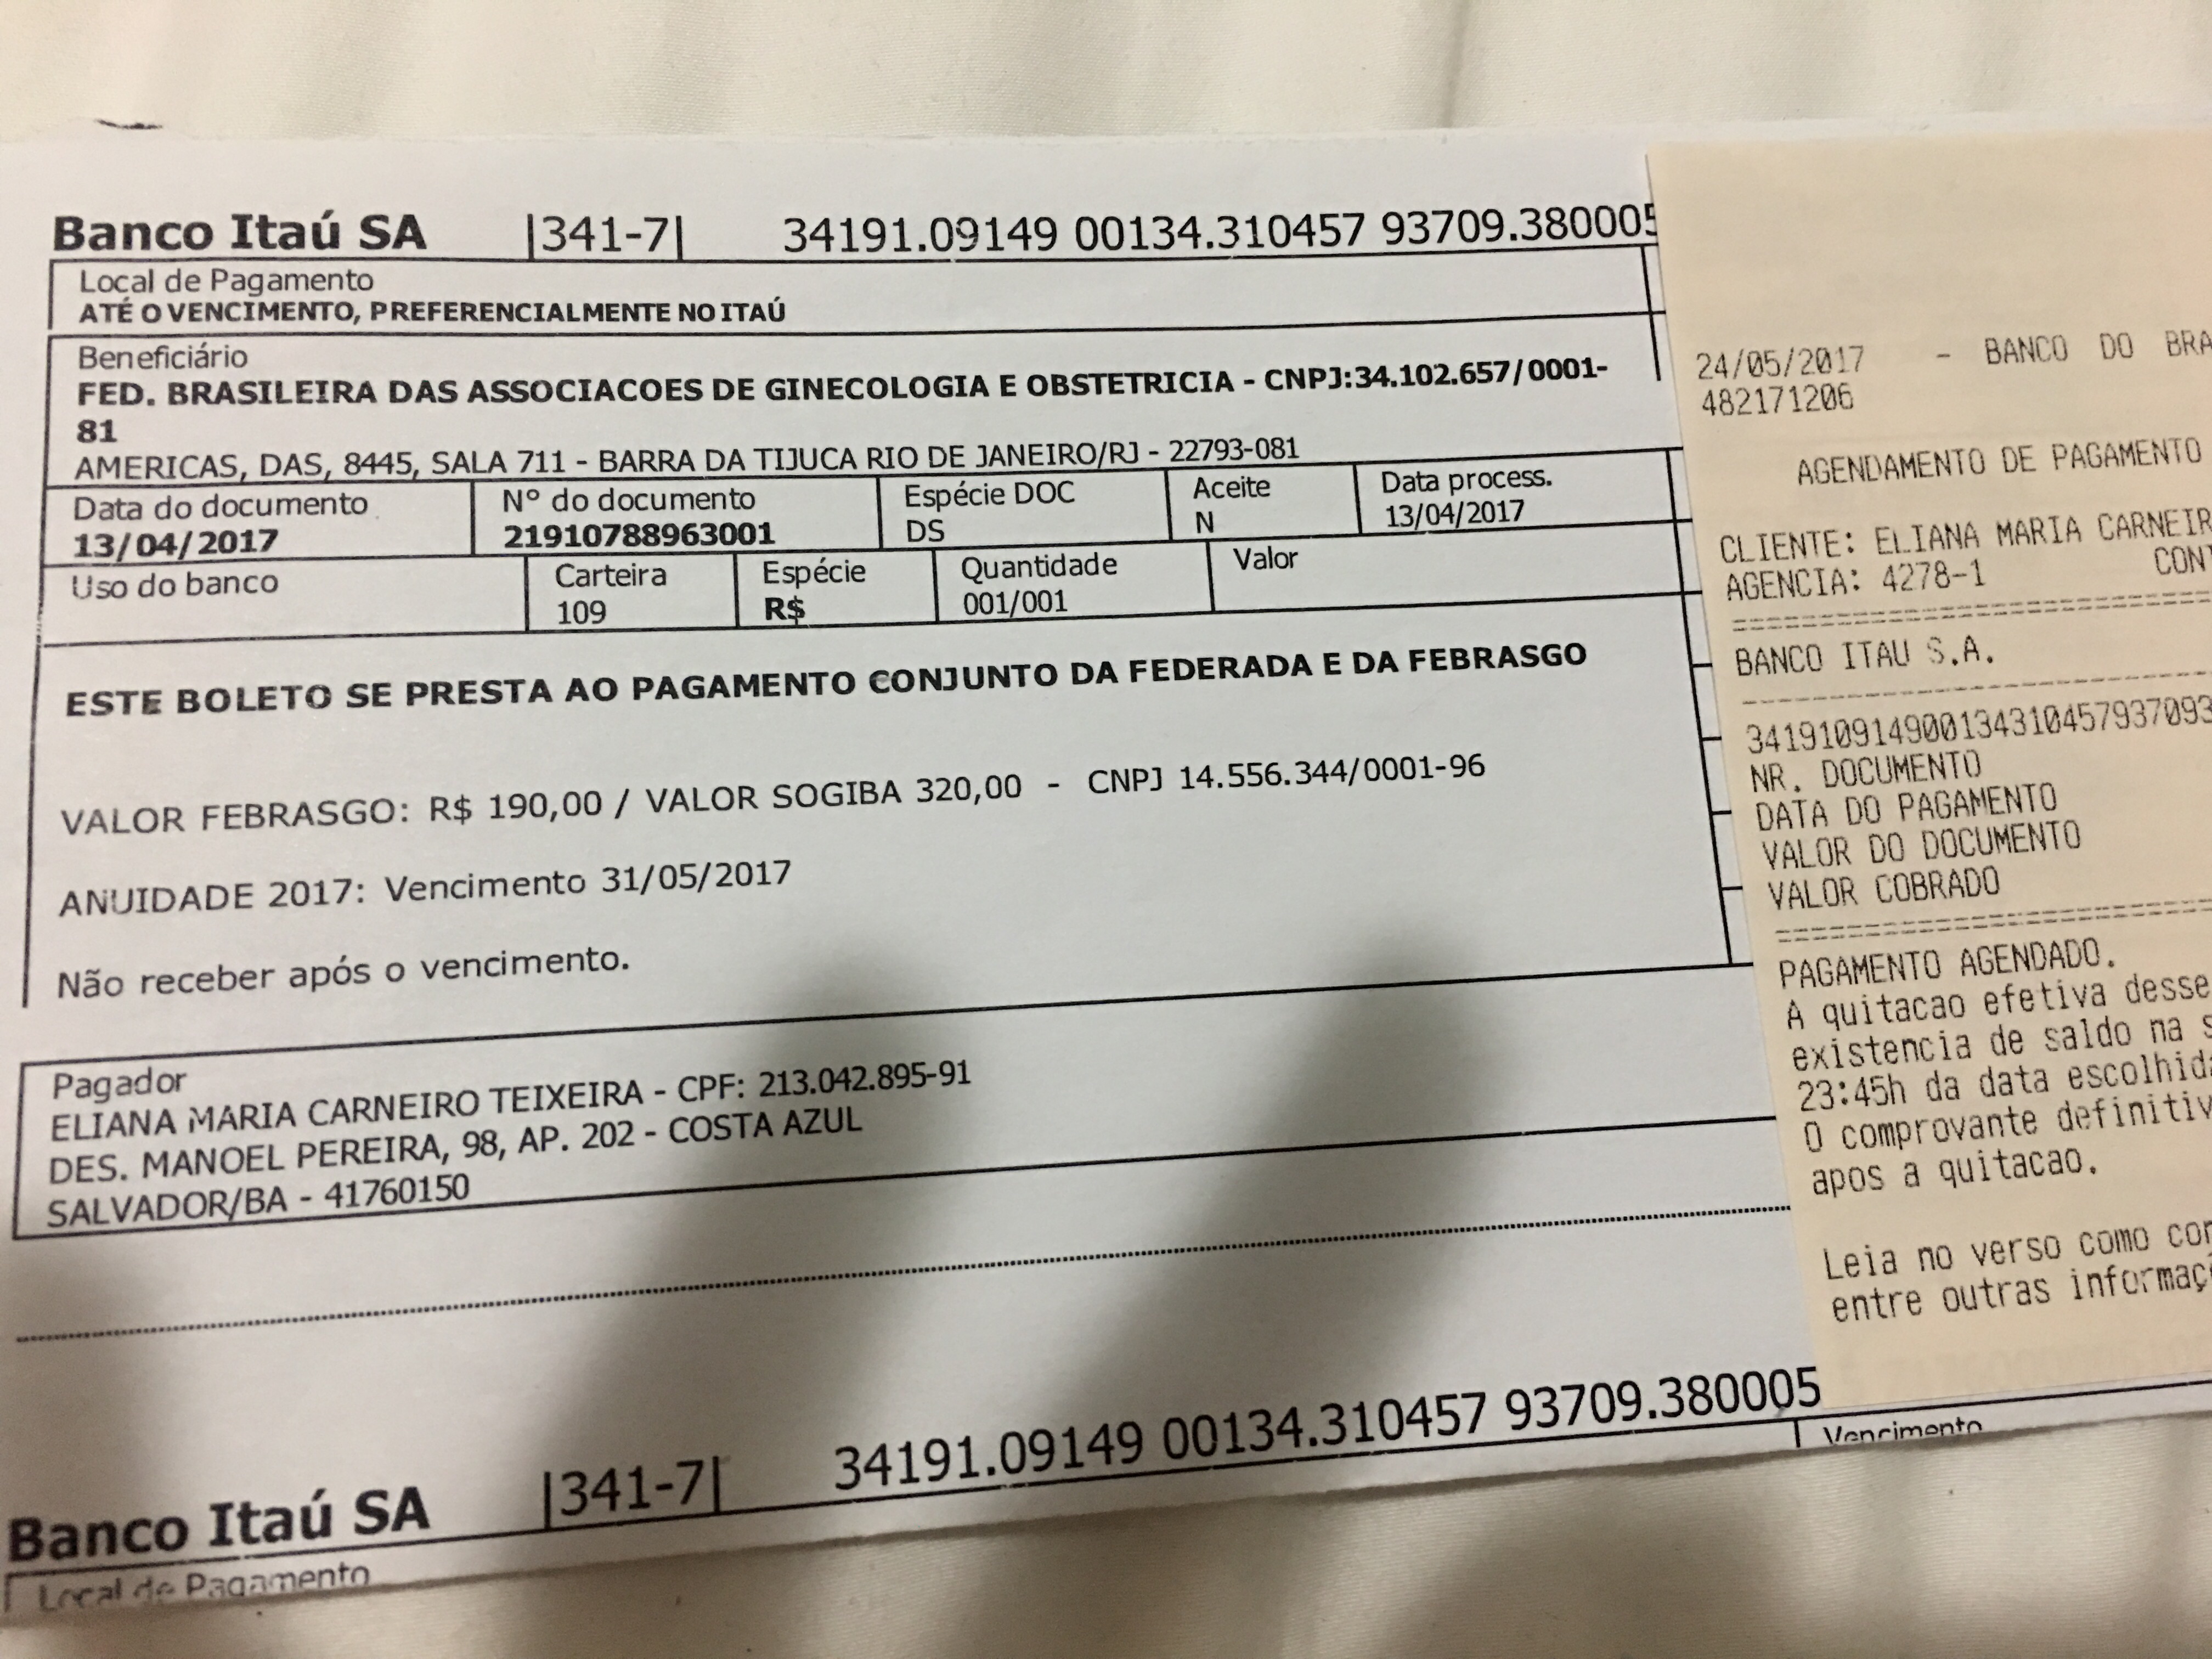 Banco Itaú SA |341-7| 34191.09149 00134.310457 93709.380005
Local de Pagamento
ATÉ O VENCIMENTO, PREFERENCIALMENTE NO ITAÚ
Beneficiário
FED. BRASILEIRA DAS ASSOCIACOES DE GINECOLOGIA E OBSTETRICIA - CNPJ:34.102.657/0001-
81
AMERICAS, DAS, 8445, SALA 711 - BARRA DA TIJUCA RIO DE JANEIRO/RJ - 22793-081
Data do documento Nº do documento Espécie DOC Aceite Data process.
13/04/2017 21910788963001 DS N 13/04/2017
Uso do banco Carteira Espécie Quantidade Valor
109 R$ 001/001
ESTE BOLETO SE PRESTA AO PAGAMENTO CONJUNTO DA FEDERADA E DA FEBRASGO
VALOR FEBRASGO: R$ 190,00 / VALOR SOGIBA 320,00 - CNPJ 14.556.344/0001-96
ANUIDADE 2017: Vencimento 31/05/2017
Não receber após o vencimento.
Pagador
ELIANA MARIA CARNEIRO TEIXEIRA - CPF: 213.042.895-91
DES. MANOEL PEREIRA, 98, AP. 202 - COSTA AZUL
SALVADOR/BA - 41760150
Banco Itaú SA |341-7| 34191.09149 00134.310457 93709.380005
Local de Pagamento
Vencimento
24/05/2017 - BANCO DO BRA
482171206
AGENDAMENTO DE PAGAMENTO
CLIENTE: ELIANA MARIA CARNEIR
AGENCIA: 4278-1 CONT
BANCO ITAU S.A.
341910914900134310457937093
NR. DOCUMENTO
DATA DO PAGAMENTO
VALOR DO DOCUMENTO
VALOR COBRADO
PAGAMENTO AGENDADO.
A quitacao efetiva desse
existencia de saldo na s
23:45h da data escolhida
O comprovante definitiv
apos a quitacao.
Leia no verso como con
entre outras informaçõ